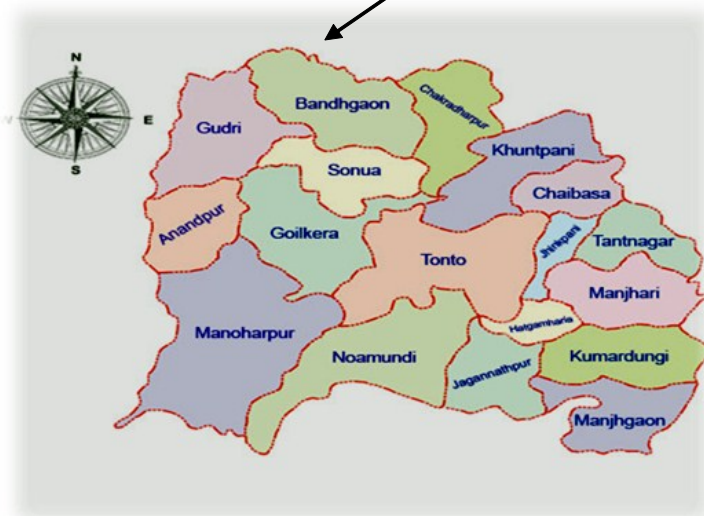 N
W
E
S
Bandhgaon
Chakradharpur
Gudri
Khuntpani
Sonua
Chaibasa
Anandpur
Goilkera
Jhinkpani
Tantnagar
Tonto
Manjhari
Manoharpur
Hatgamharia
Noamundi
Kumardungi
Jagannathpur
Manjhgaon